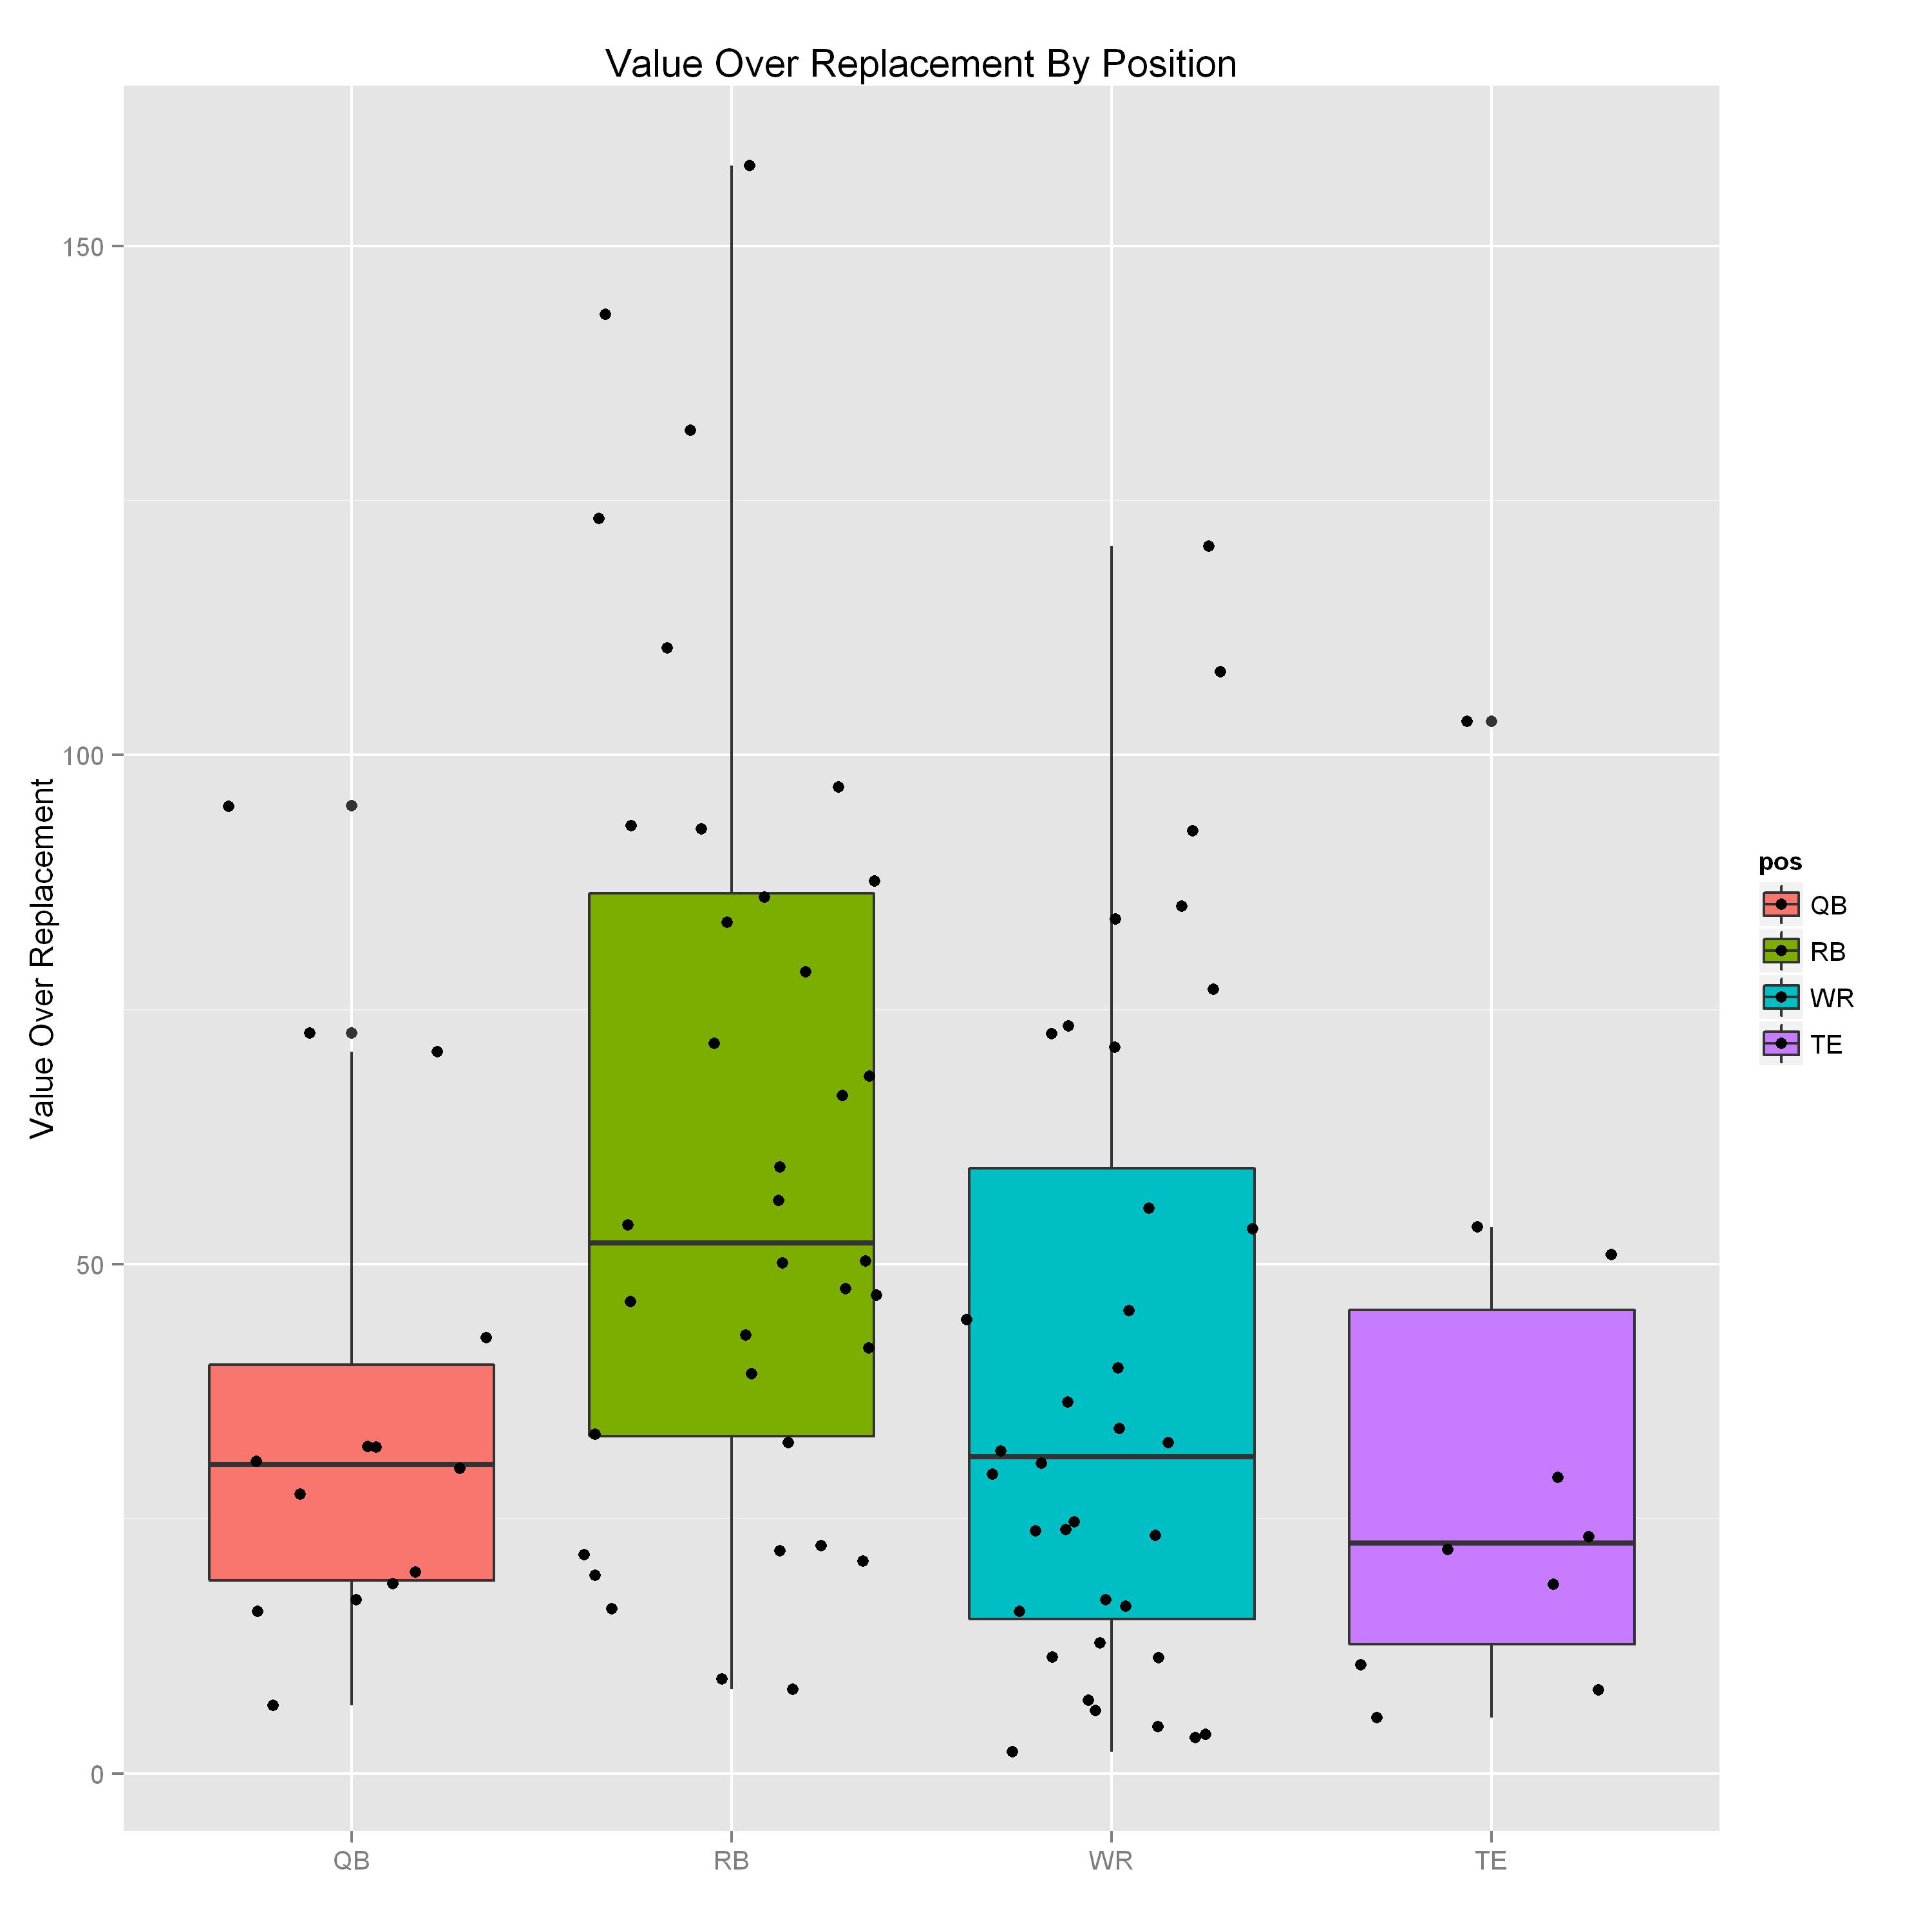 Value Over Replacement By Position
Value Over Replacement
150
100
50
0
QB RB WR TE
pos
QB
RB
WR
TE